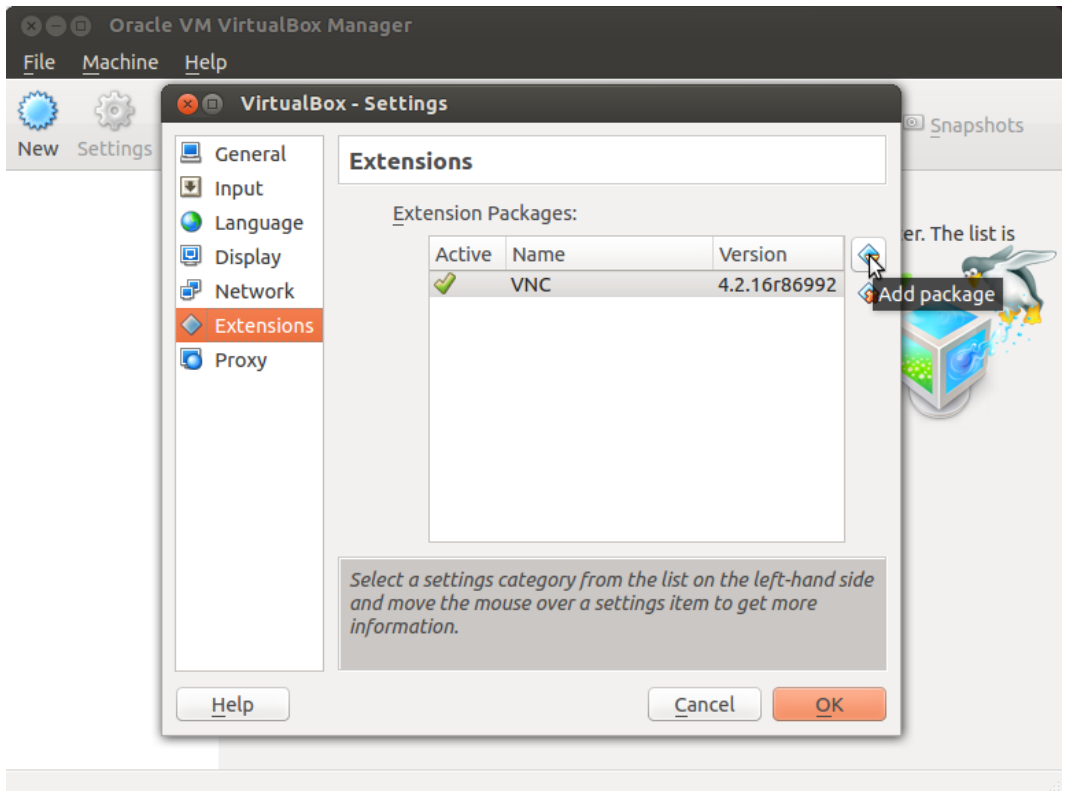 Oracle VM VirtualBox Manager
File Machine Help
VirtualBox - Settings
New Settings
Snapshots
General
Input
Language
Display
Network
Extensions
Proxy
Extensions
Extension Packages:
Active Name Version
VNC 4.2.16r86992
Add package
er. The list is
Select a settings category from the list on the left-hand side
and move the mouse over a settings item to get more
information.
Help Cancel OK